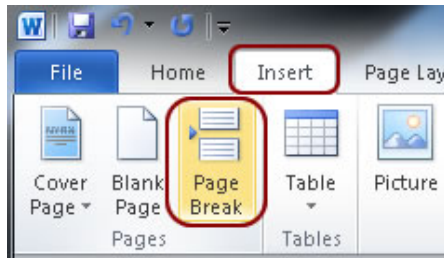 W
File Home Insert Page Lay
Cover Page Blank Page Page Break Table Picture
Pages Tables